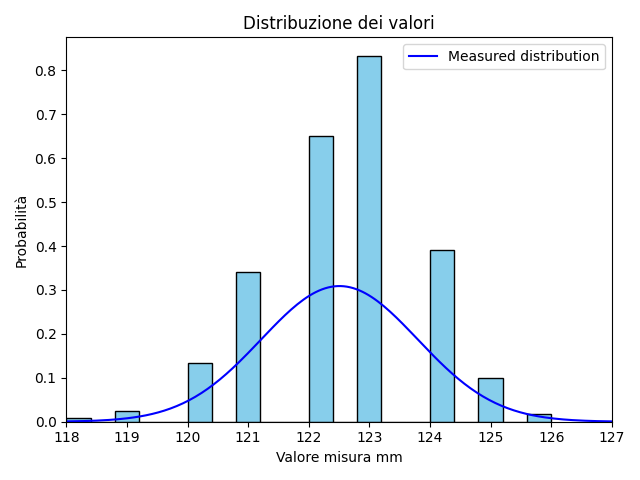 Distribuzione dei valori
Measured distribution
0.8
0.7
0.6
0.5
0.4
0.3
0.2
0.1
0.0
Probabilità
118 119 120 121 122 123 124 125 126 127
Valore misura mm